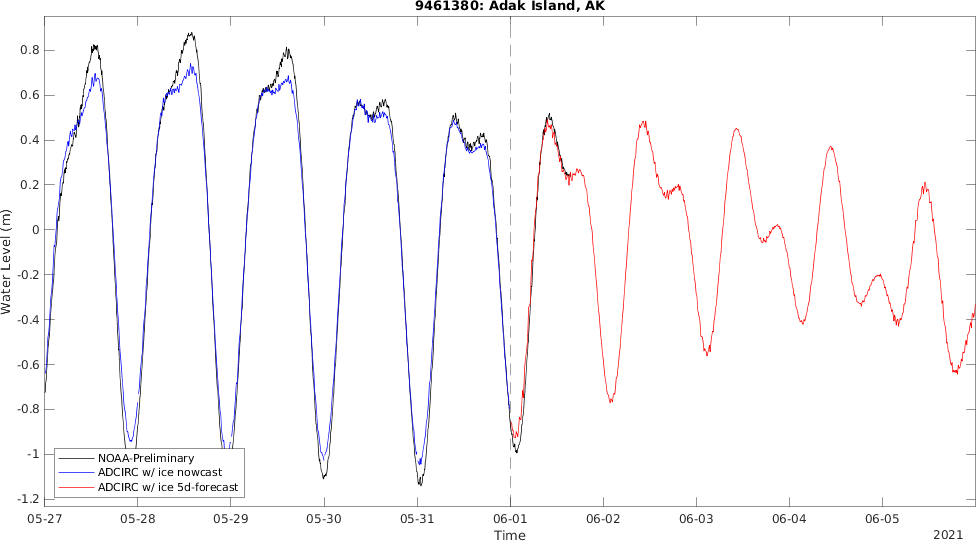 9461380: Adak Island, AK
Water Level (m)
0.8
0.6
0.4
0.2
0
-0.2
-0.4
-0.6
-0.8
-1
-1.2
NOAA-Preliminary
ADCIRC w/ ice nowcast
ADCIRC w/ ice 5d-forecast
05-27 05-28 05-29 05-30 05-31 06-01 06-02 06-03 06-04 06-05
Time
2021